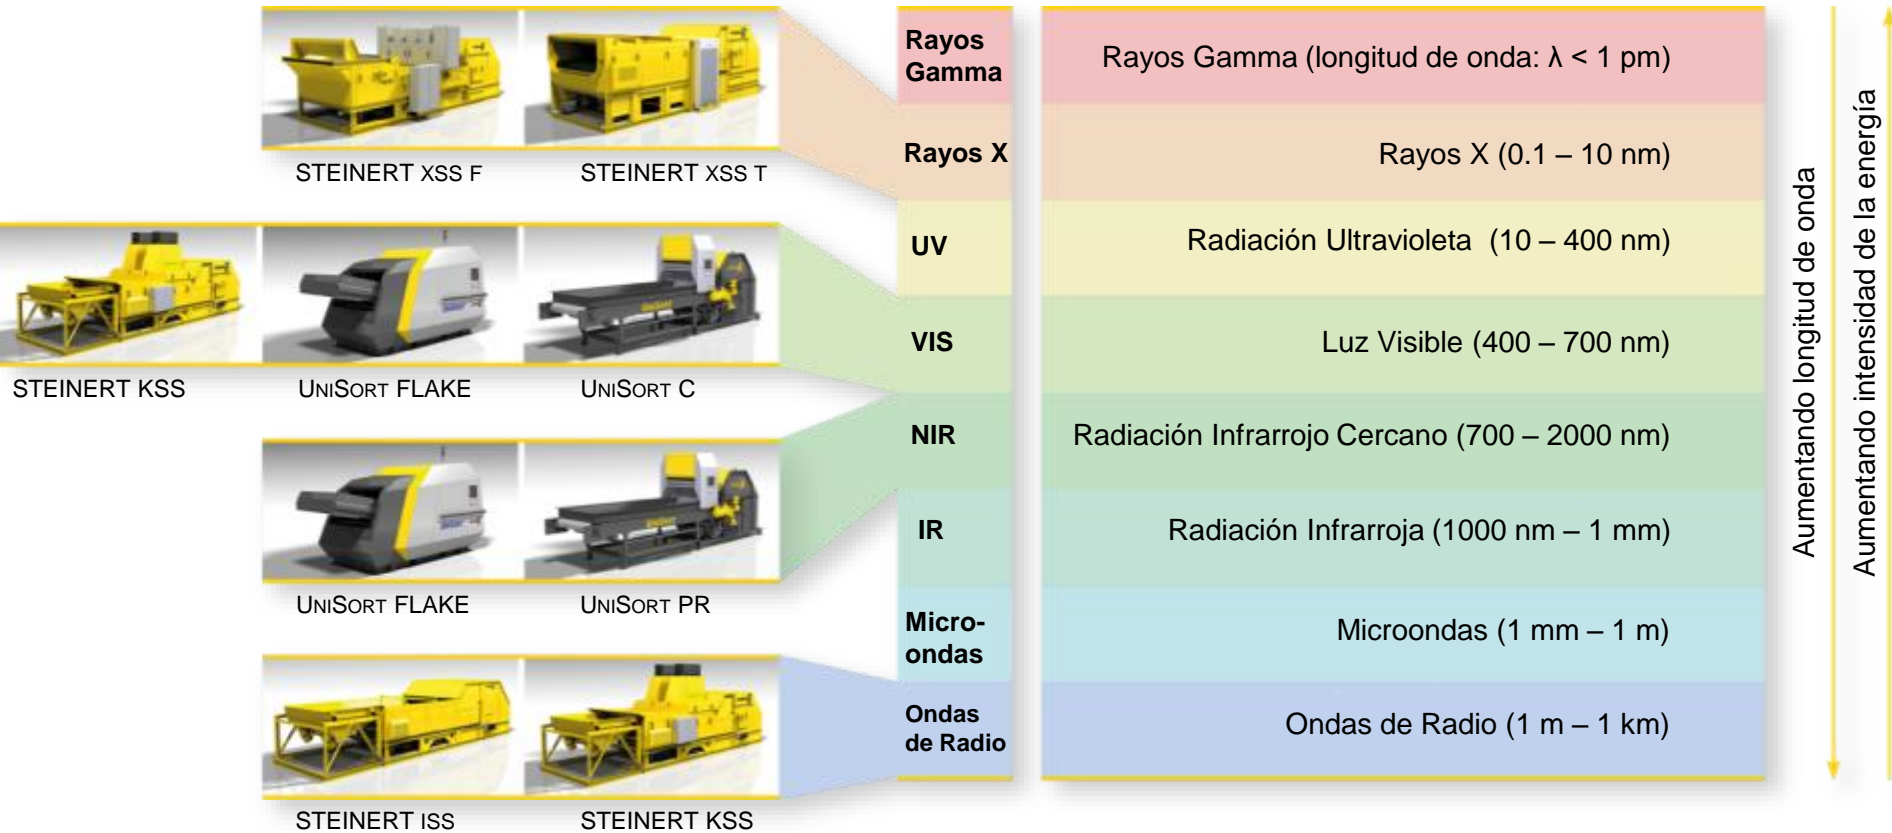 Rayos
Gamma
Rayos Gamma (longitud de onda: λ < 1 pm)
STEINERT XSS F
STEINERT XSS T
Rayos X
Rayos X (0.1 – 10 nm)
UV
Radiación Ultravioleta (10 – 400 nm)
STEINERT KSS
UNISORT FLAKE
UNISORT C
VIS
Luz Visible (400 – 700 nm)
NIR
Radiación Infrarrojo Cercano (700 – 2000 nm)
UNISORT FLAKE
UNISORT PR
IR
Radiación Infrarroja (1000 nm – 1 mm)
Micro-
ondas
Microondas (1 mm – 1 m)
STEINERT ISS
STEINERT KSS
Ondas
de Radio
Ondas de Radio (1 m – 1 km)
Aumentando longitud de onda
Aumentando intensidad de la energía